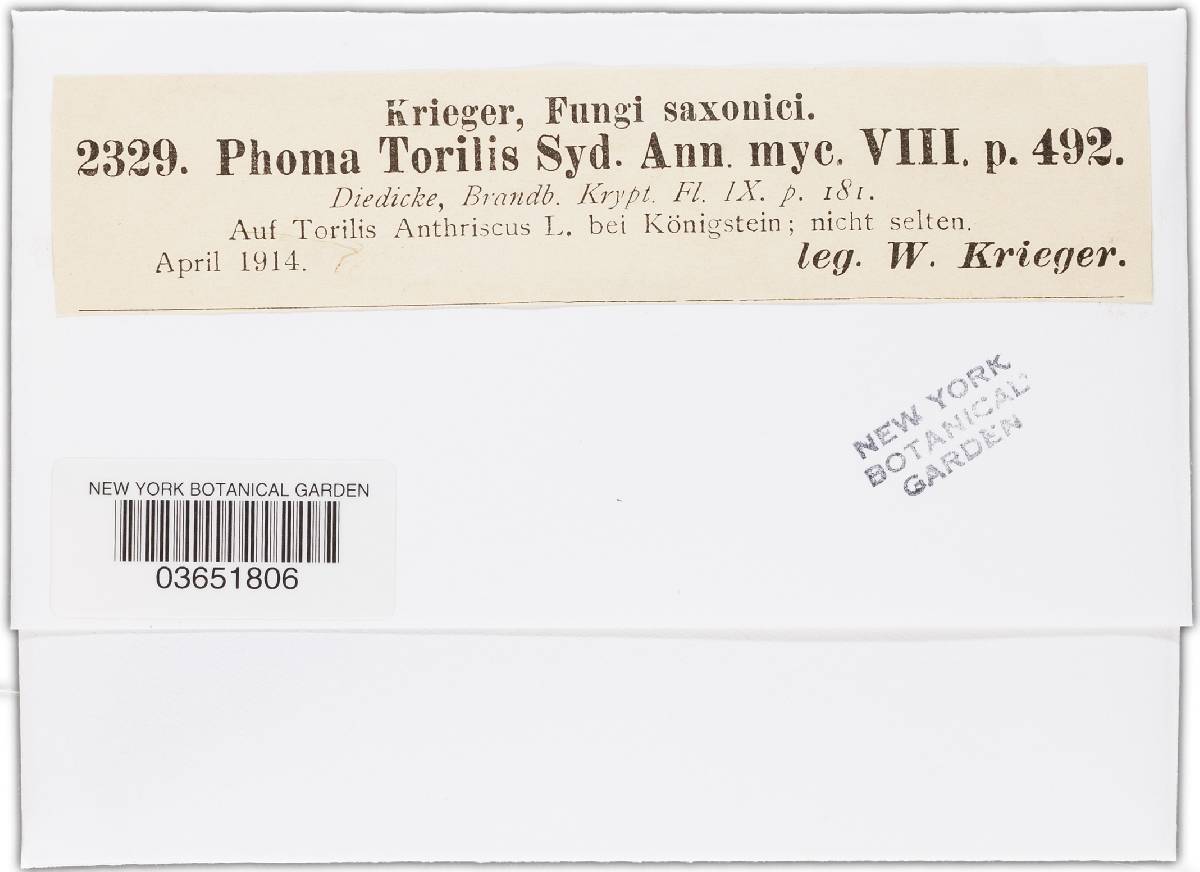 Krieger, Fungi saxonici.
2329. Phoma Torilis Syd. Ann. myc. VIII. p. 492.
Diedicke, Brandb. Krypt. Fl. IX. p. 181.
Auf Torilis Anthriscus L. bei Königstein; nicht selten.
April 1914.
leg. W. Krieger.
NEW YORK
BOTANICAL
GARDEN
NEW YORK BOTANICAL GARDEN
03651806